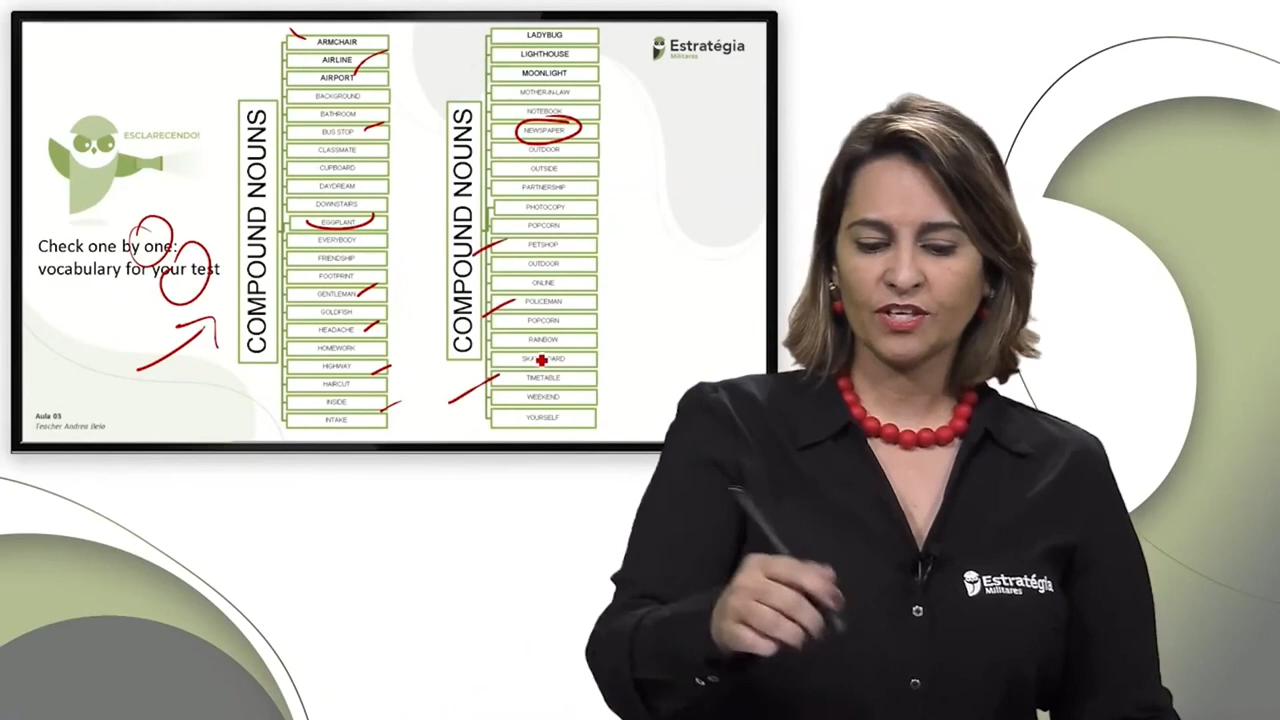 Estratégia
Militares
ESCLARECENDO!
Check one by one:
vocabulary for your test
Aula 03
Teacher Andrea Belo
COMPOUND NOUNS
ARMCHAIR
AIRLINE
AIRPORT
BACKGROUND
BATHROOM
BUS STOP
CLASSMATE
CUPBOARD
DAYDREAM
DOWNSTAIRS
EGGPLANT
EVERYBODY
FRIENDSHIP
FOOTPRINT
GENTLEMAN
GOLDFISH
HEADACHE
HOMEWORK
HIGHWAY
HAIRCUT
INSIDE
INTAKE
COMPOUND NOUNS
LADYBUG
LIGHTHOUSE
MOONLIGHT
MOTHER-IN-LAW
NOTEBOOK
NEWSPAPER
OUTDOOR
OUTSIDE
PARTNERSHIP
PHOTOCOPY
POPCORN
PETSHOP
OUTDOOR
ONLINE
POLICEMAN
POPCORN
RAINBOW
TIMETABLE
WEEKEND
YOURSELF
Estratégia
Militares